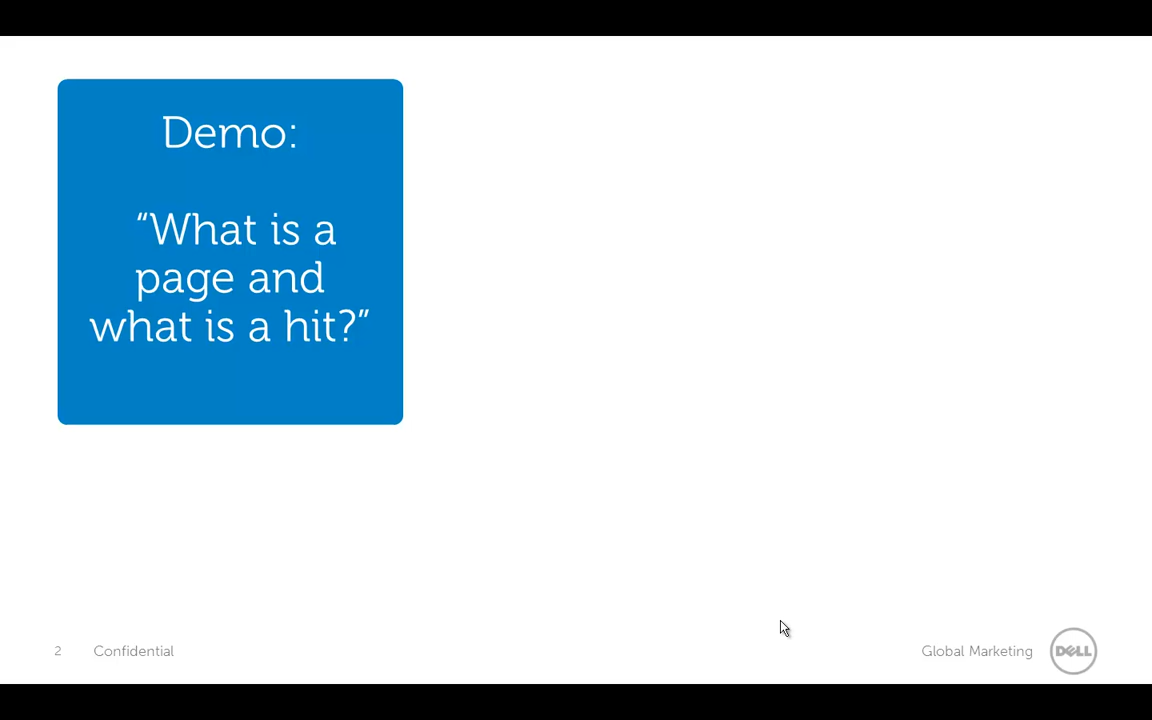 Demo:
“What is a
page and
what is a hit?”
2 Confidential Global Marketing DELL